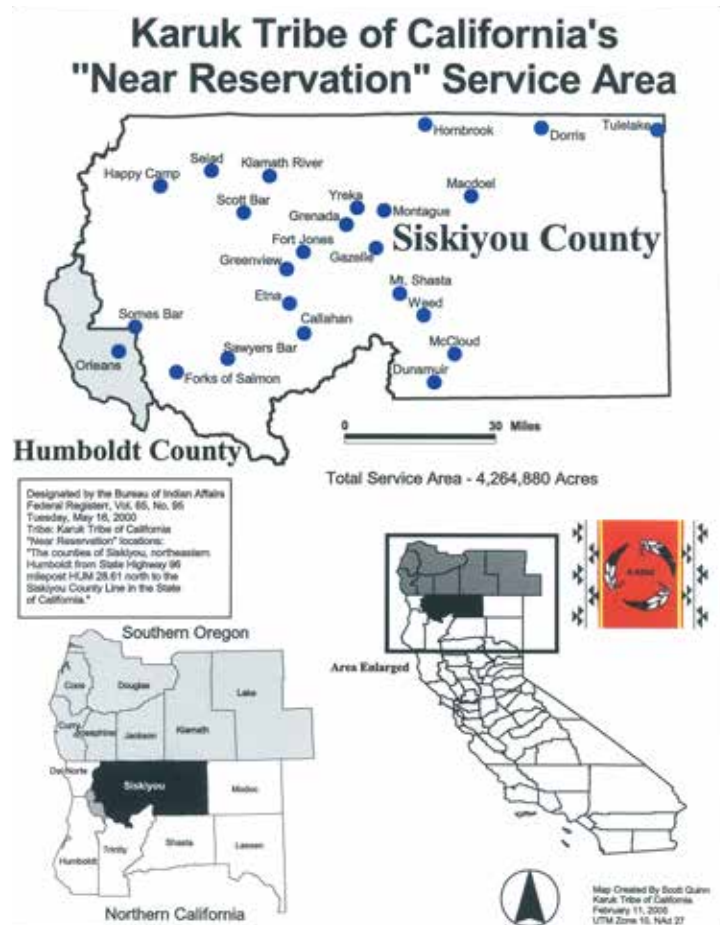 Karuk Tribe of California's
"Near Reservation" Service Area
Hornbrook
Dorris
Tulelake
Seiad
Klamath River
Happy Camp
Macdoel
Scott Bar
Yreka
Montague
Grenada
Siskiyou County
Fort Jones
Gazelle
Greenview
Mt. Shasta
Etna
Weed
Somes Bar
Callahan
McCloud
Sawyers Bar
Orleans
Dunsmuir
Forks of Salmon
0 30 Miles
Humboldt County
Total Service Area - 4,264,880 Acres
Designated by the Bureau of Indian Affairs
Federal Registerr, Vol. 65, No. 95
Tuesday, May 16, 2000
Tribe: Karuk Tribe of California
"Near Reservation" locations:
"The counties of Siskiyou, northeastern
Humboldt from State Highway 96
milepost HUM 28.61 north to the
Siskiyou County Line in the State
of California."
Southern Oregon
Coos
Douglas
Lake
Curry
Josephine
Jackson
Klamath
Del Norte
Siskiyou
Modoc
Humboldt
Trinity
Shasta
Lassen
Northern California
KARUK
Area Enlarged
Map Created By Scott Quinn
Karuk Tribe of California
February 11, 2005
UTM Zone 10, NAd 27